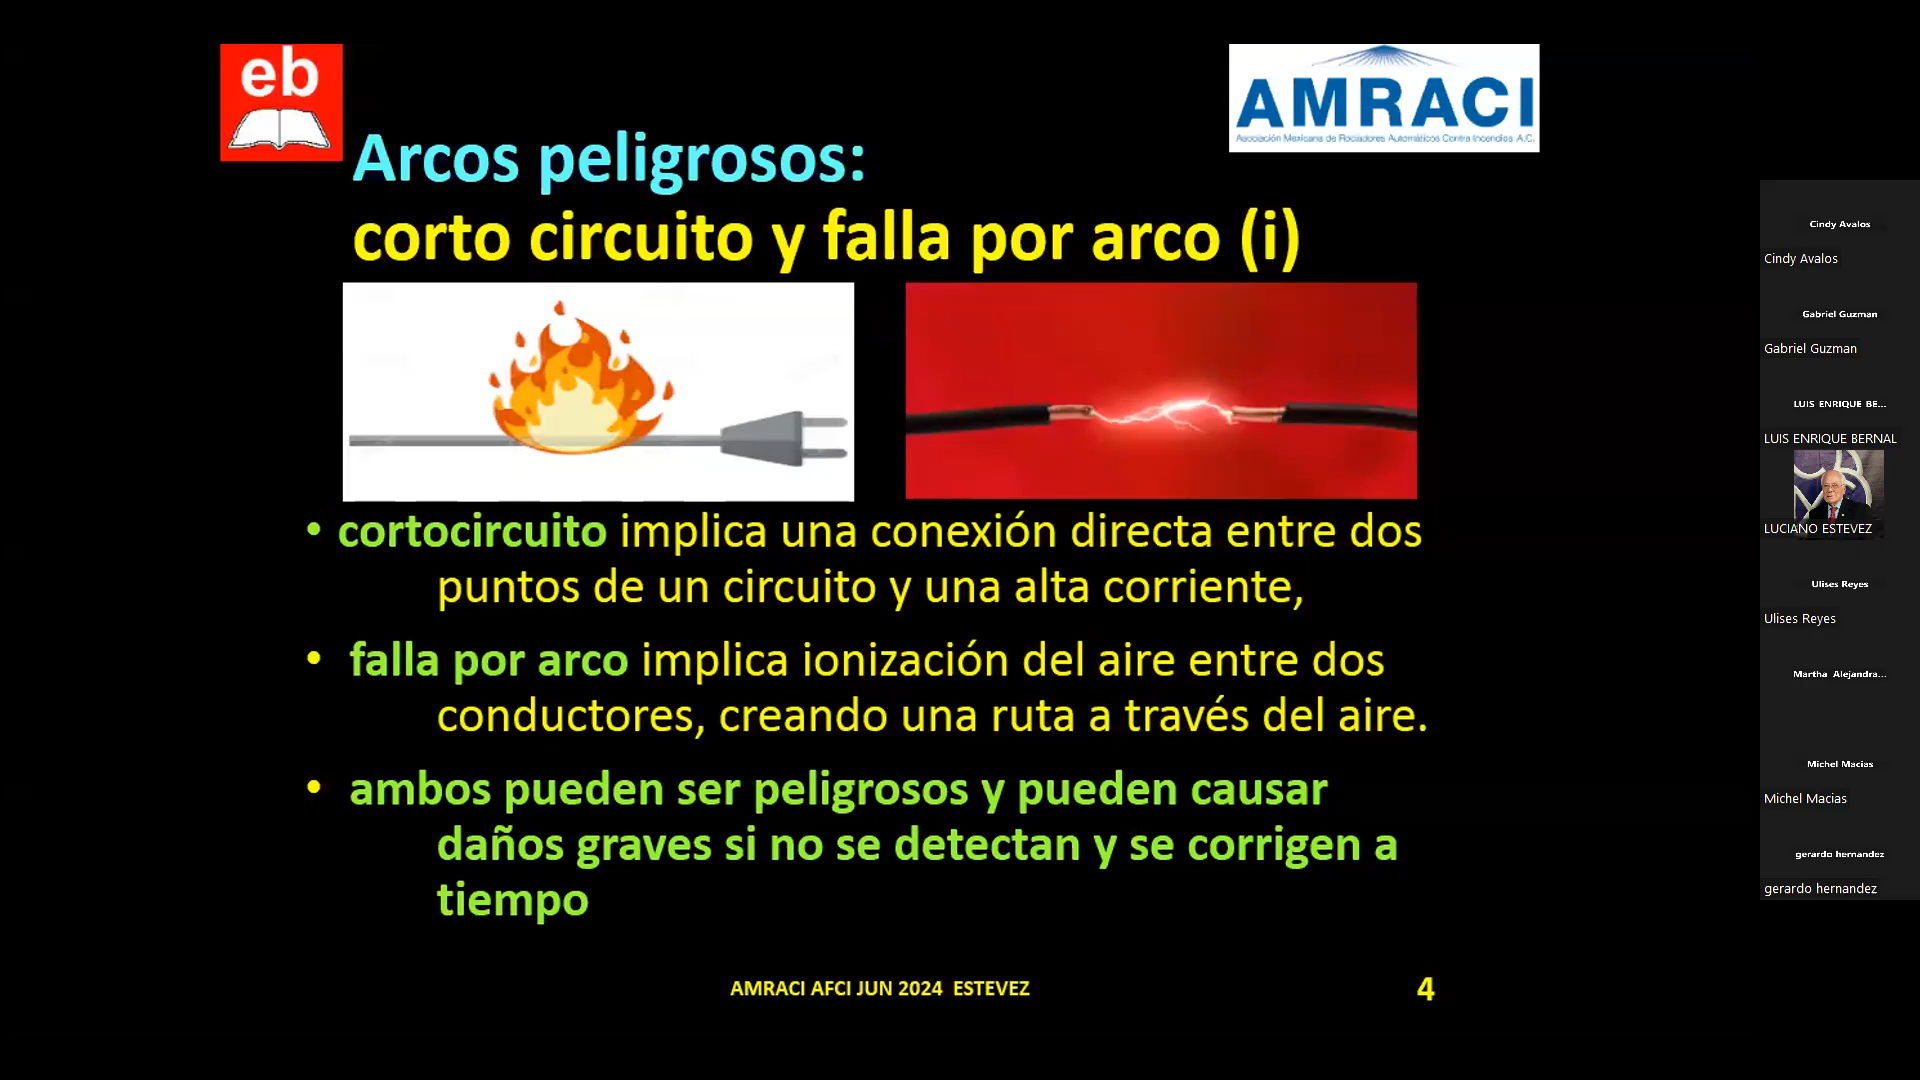 eb
AMRACI
Asociación Mexicana de Rociadores Automáticos Contra Incendios A.C.
Arcos peligrosos:
corto circuito y falla por arco (i)
• cortocircuito implica una conexión directa entre dos
puntos de un circuito y una alta corriente,
• falla por arco implica ionización del aire entre dos
conductores, creando una ruta a través del aire.
• ambos pueden ser peligrosos y pueden causar
daños graves si no se detectan y se corrigen a
tiempo
AMRACI AFCI JUN 2024 ESTEVEZ
4
Cindy Avalos
Cindy Avalos
Gabriel Guzman
Gabriel Guzman
LUIS ENRIQUE BE...
LUIS ENRIQUE BERNAL
LUCIANO ESTEVEZ
Ulises Reyes
Ulises Reyes
Martha Alejandra...
Michel Macias
Michel Macias
gerardo hernandez
gerardo hernandez